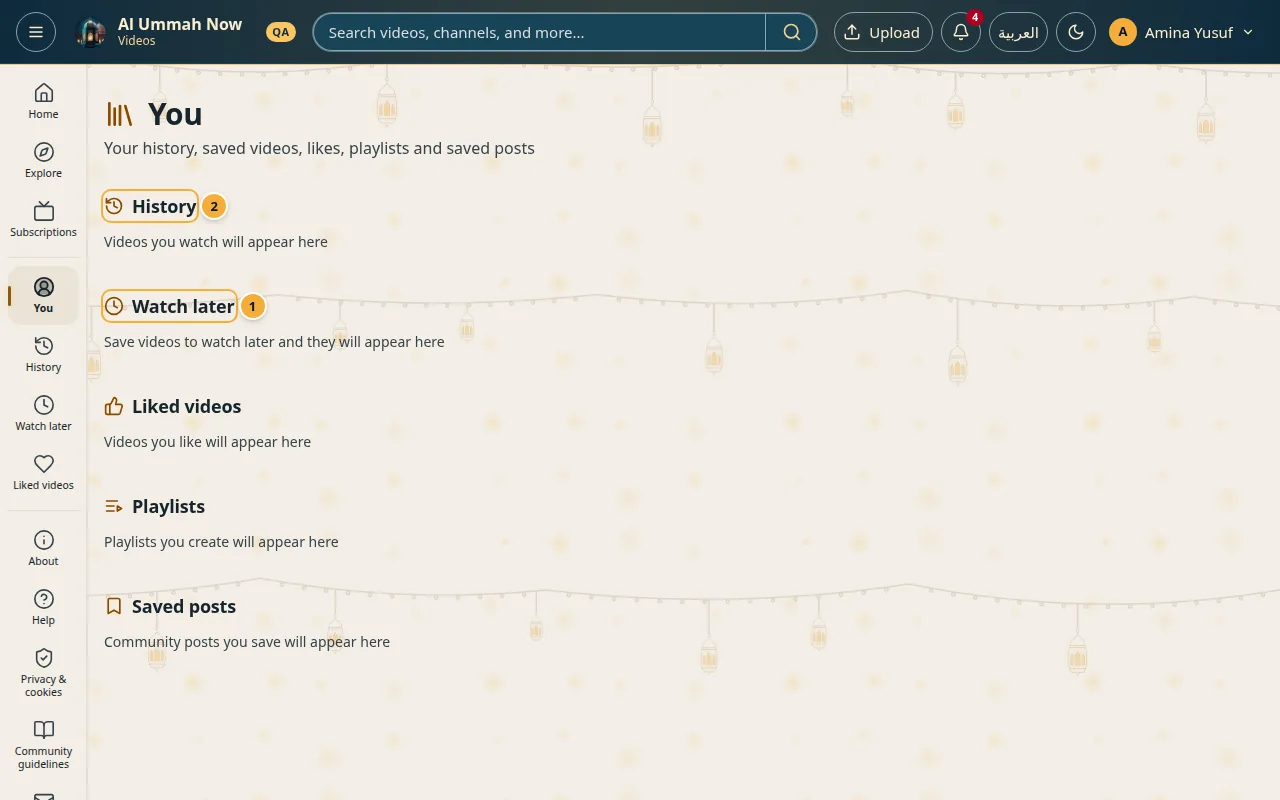 Al Ummah Now
Videos
QA
Search videos, channels, and more...
Upload
4
العربية
A
Amina Yusuf
Home
Explore
Subscriptions
You
History
Watch later
Liked videos
About
Help
Privacy &
cookies
Community
guidelines
You
Your history, saved videos, likes, playlists and saved posts
History
2
Videos you watch will appear here
Watch later
1
Save videos to watch later and they will appear here
Liked videos
Videos you like will appear here
Playlists
Playlists you create will appear here
Saved posts
Community posts you save will appear here